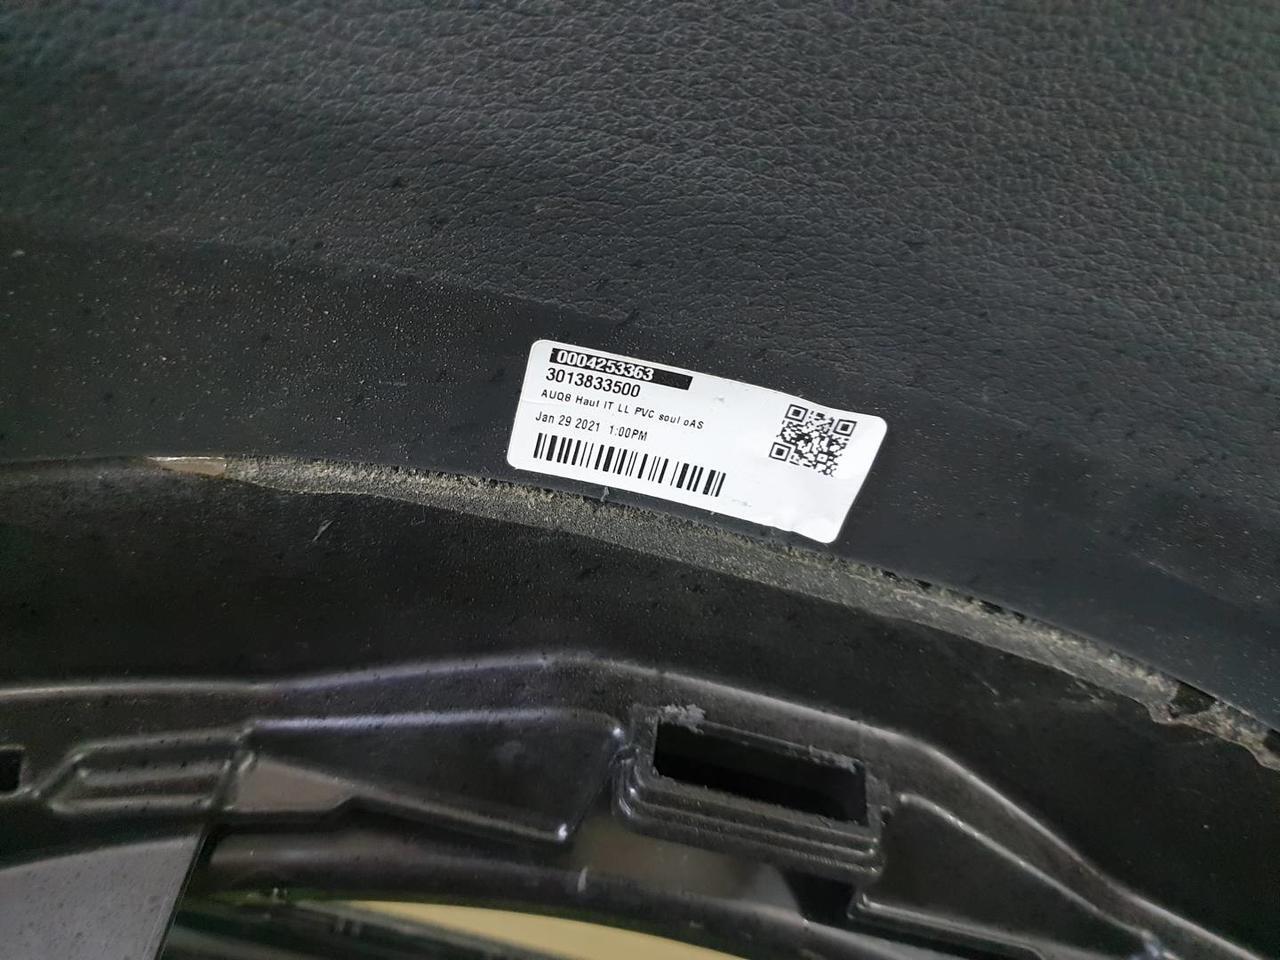 0004253363
3013833500
AUQ8 Haut IT LL PVC soul oAS
Jan 29 2021 1:00PM